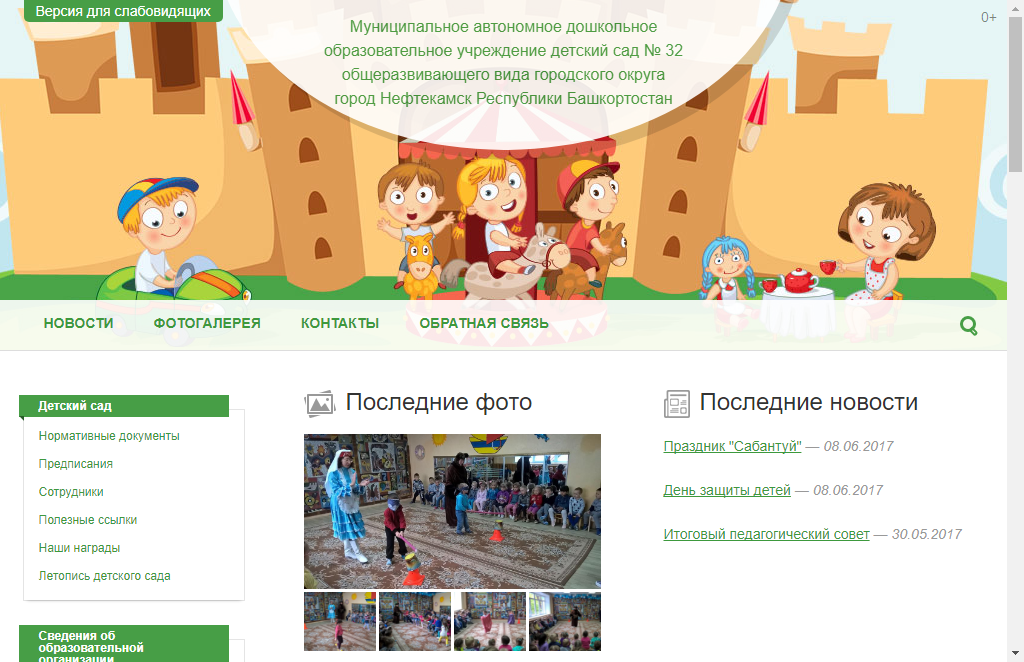 Версия для слабовидящих
Муниципальное автономное дошкольное
образовательное учреждение детский сад № 32
общеразвивающего вида городского округа
город Нефтекамск Республики Башкортостан
0+
НОВОСТИ ФОТОГАЛЕРЕЯ КОНТАКТЫ ОБРАТНАЯ СВЯЗЬ
Детский сад
Нормативные документы
Предписания
Сотрудники
Полезные ссылки
Наши награды
Летопись детского сада
Сведения об
образовательной
организации
Последние фото
Последние новости
Праздник "Сабантуй" — 08.06.2017
День защиты детей — 08.06.2017
Итоговый педагогический совет — 30.05.2017